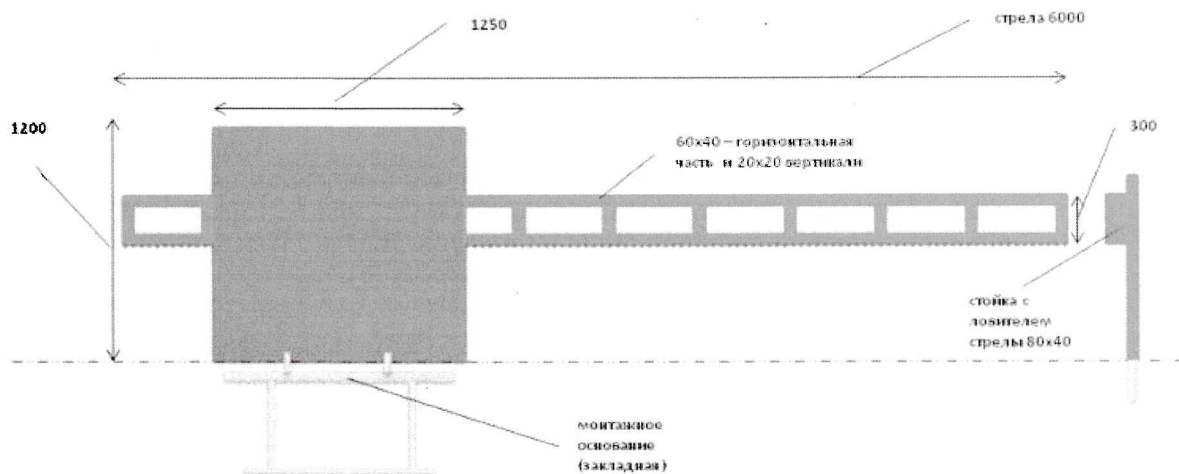 стрела 6000
1250
1200
300
60х40 – горизонтальная
часть и 20х20 вертикали
стойка с
ловителем
стрелы 80х40
монтажное
основание
(закладная)